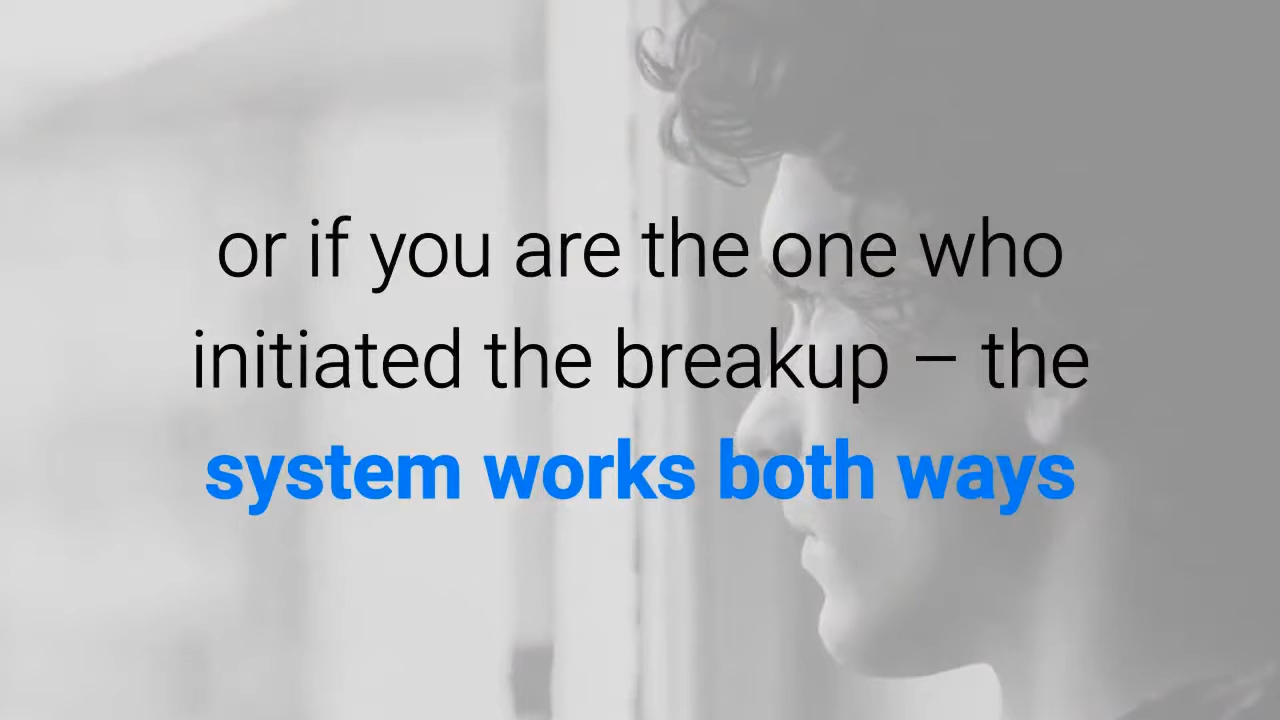 or if you are the one who
initiated the breakup – the
system works both ways